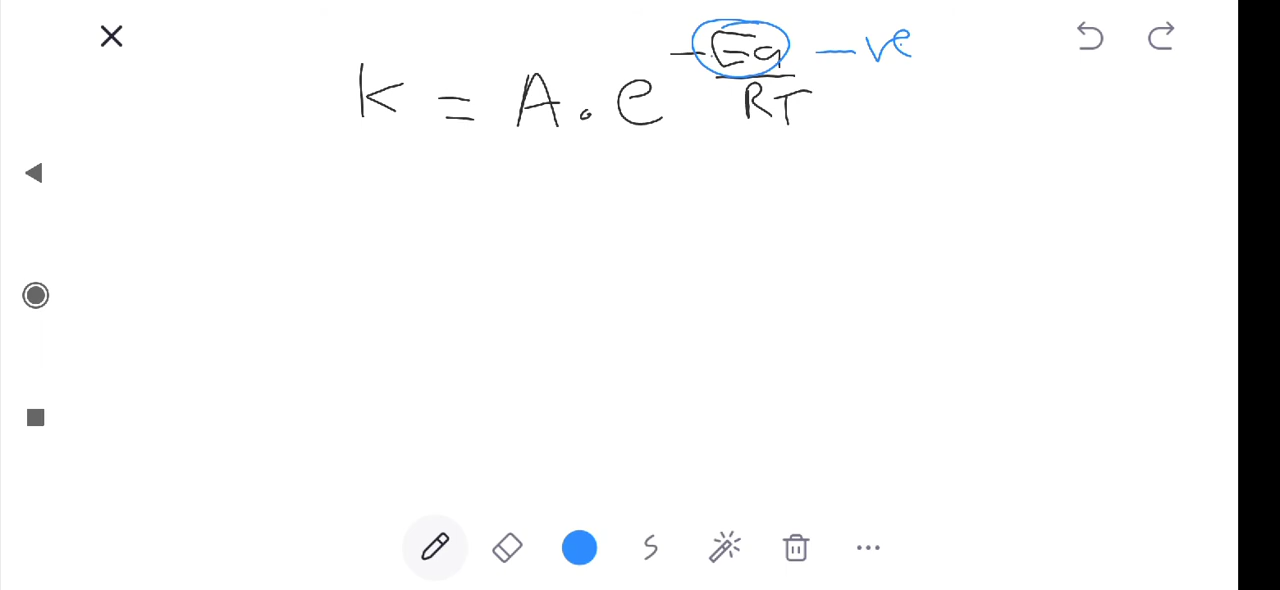 K = A . e^{-Ea/RT} -ve